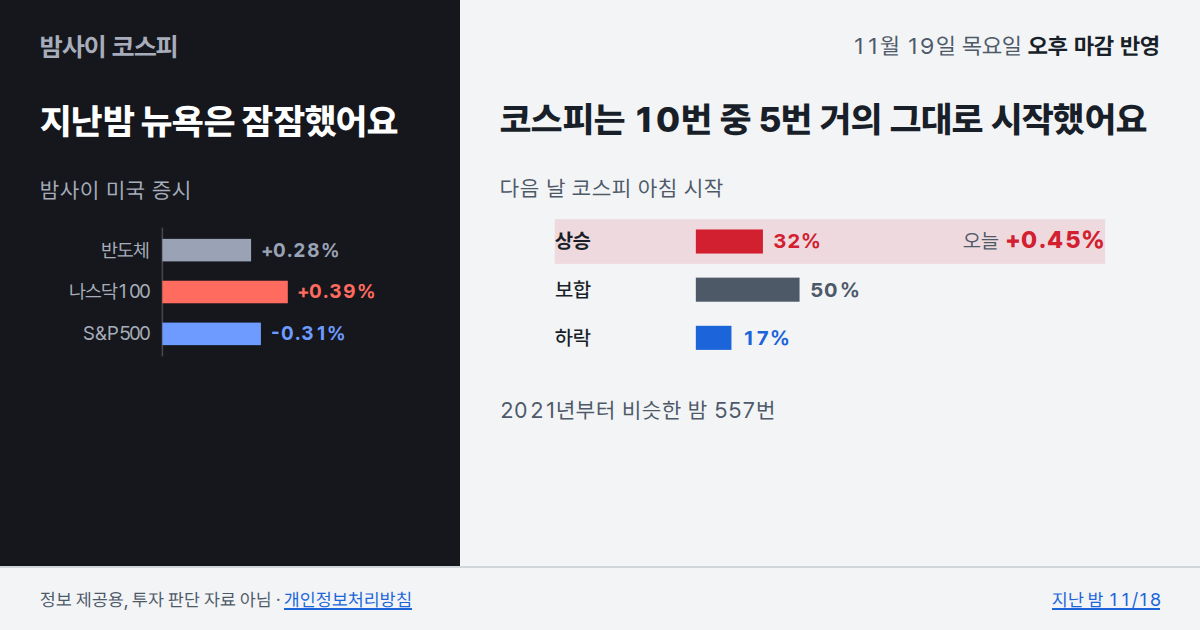 밤사이 코스피
지난밤 뉴욕은 잠잠했어요
밤사이 미국 증시
반도체 +0.28%
나스닥100 +0.39%
S&P500 -0.31%
11월 19일 목요일 오후 마감 반영
코스피는 10번 중 5번 거의 그대로 시작했어요
다음 날 코스피 아침 시작
상승 32% 오늘 +0.45%
보합 50%
하락 17%
2021년부터 비슷한 밤 557번
정보 제공용, 투자 판단 자료 아님 · 개인정보처리방침
지난 밤 11/18